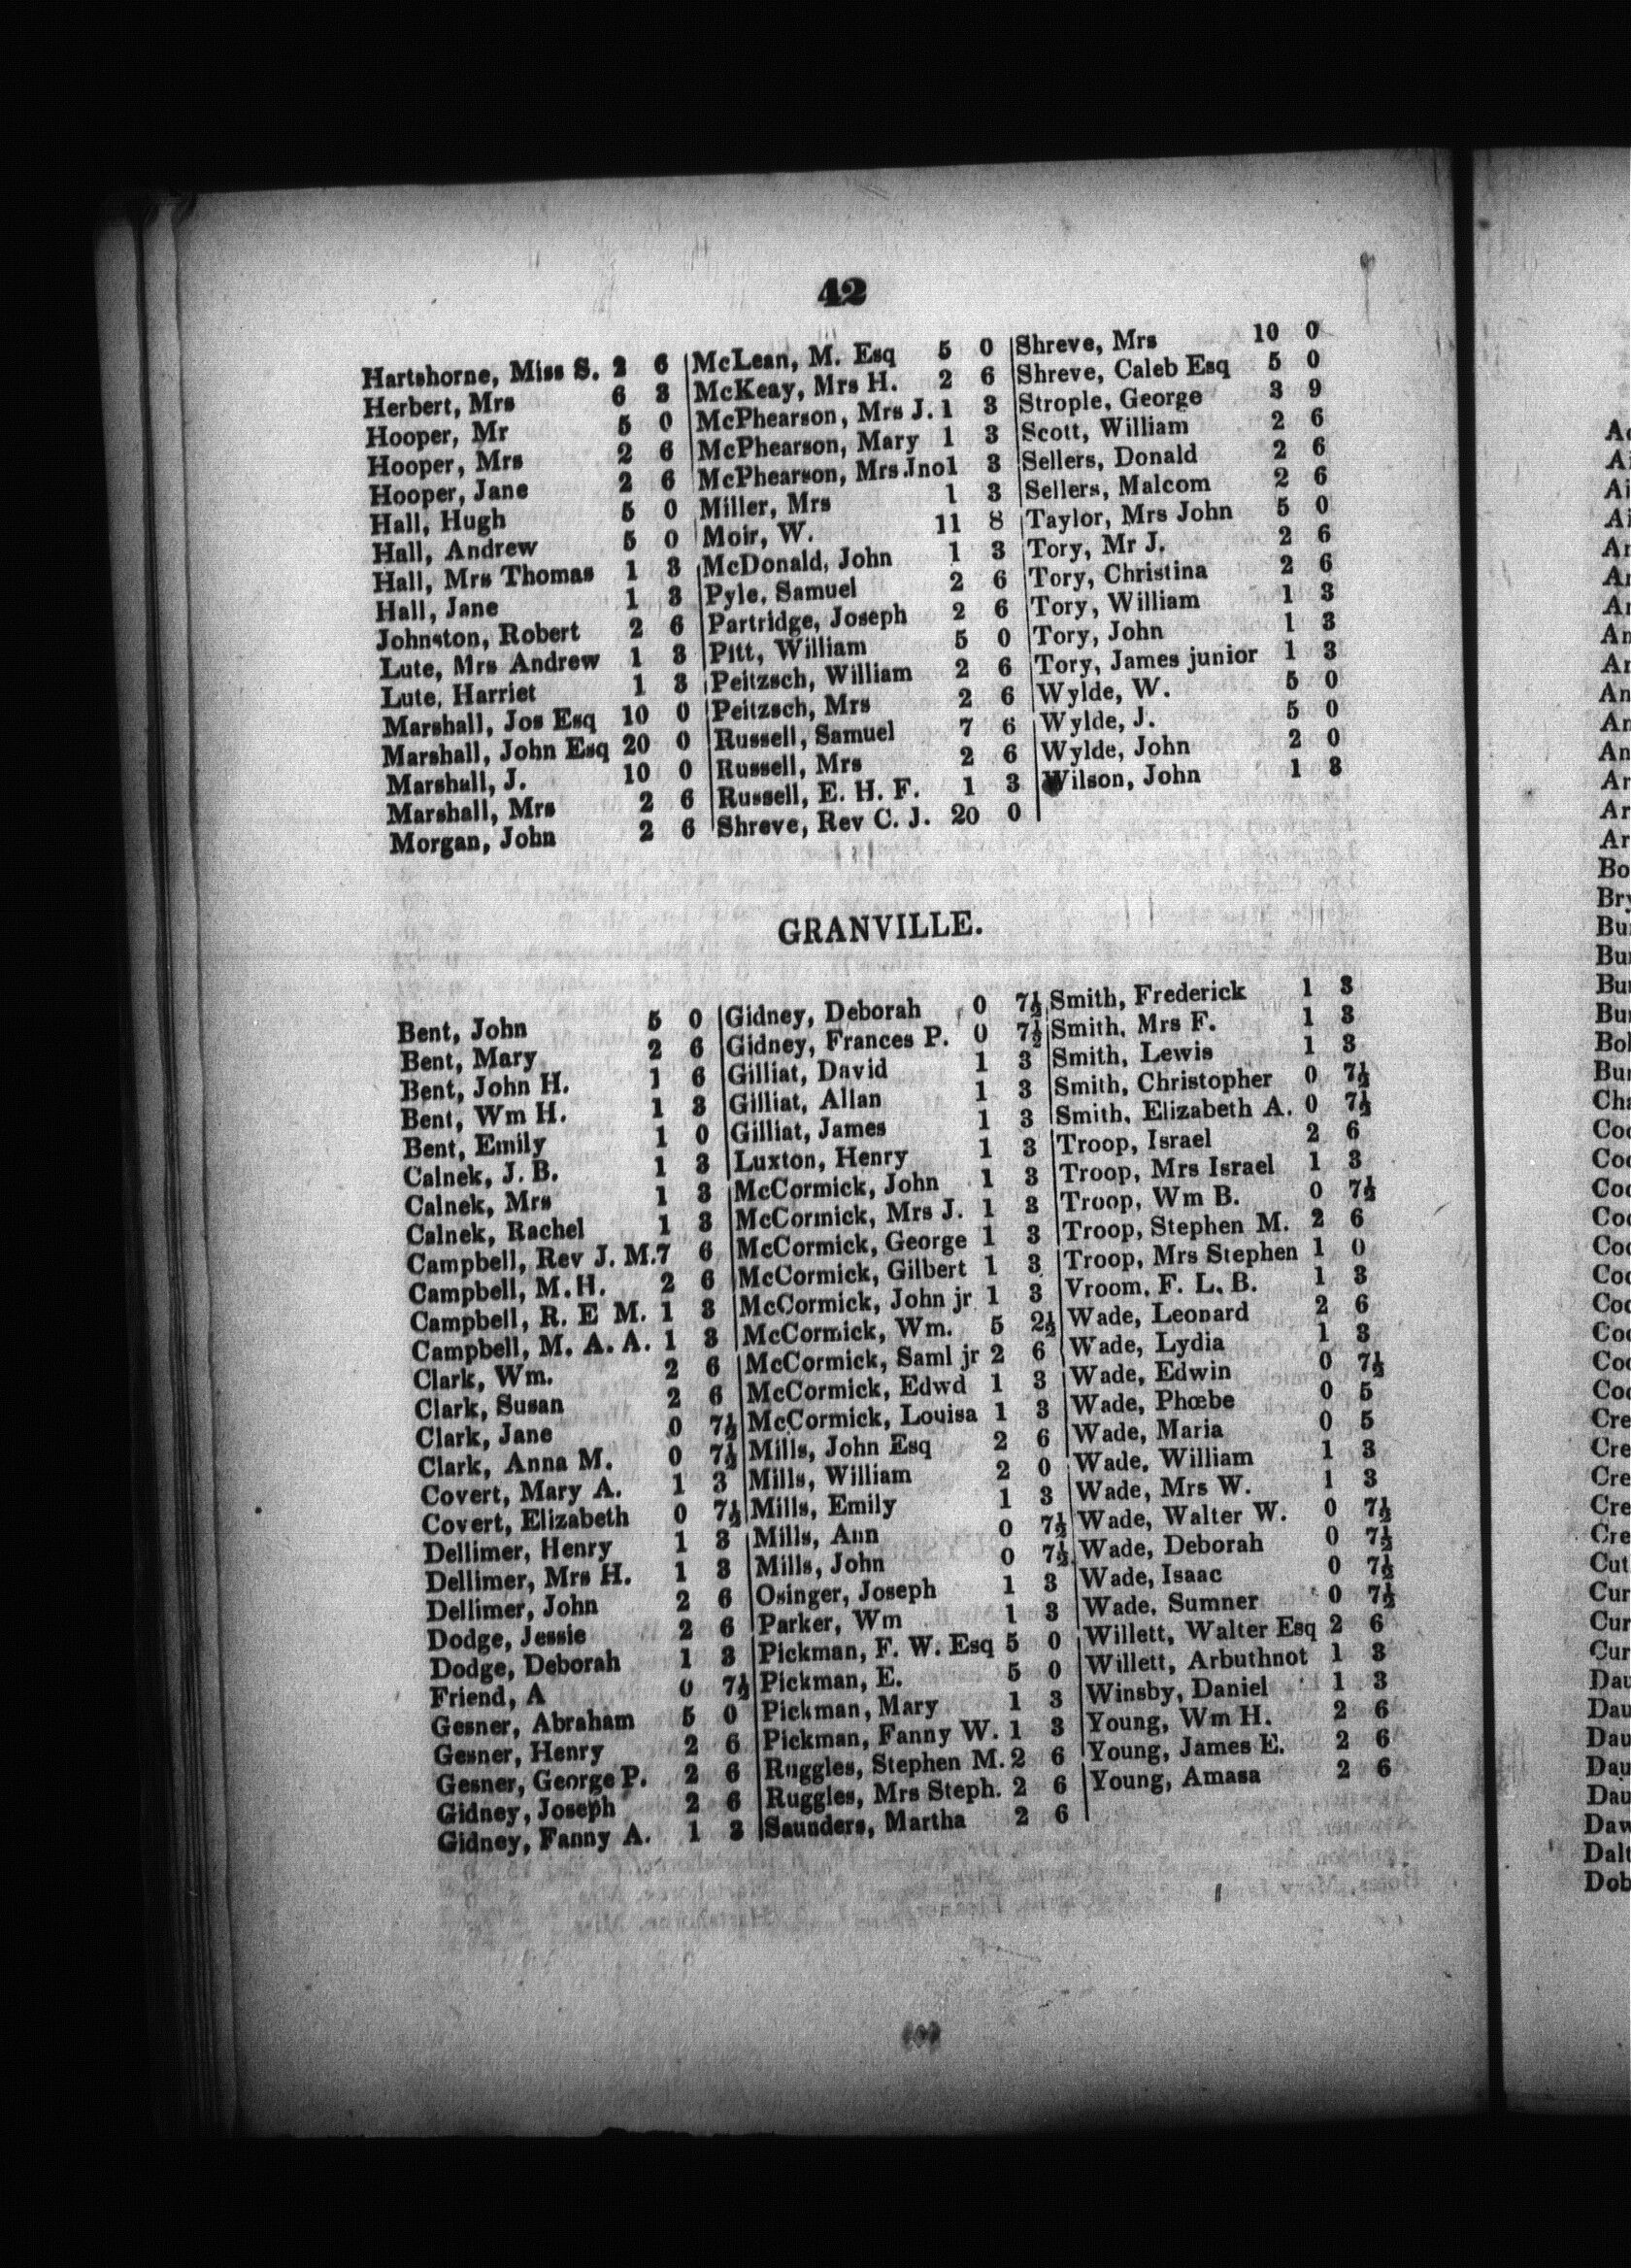 42
Hartshorne, Miss S. 2 6
Herbert, Mrs 6 3
Hooper, Mr 5 0
Hooper, Mrs 2 6
Hooper, Jane 2 6
Hall, Hugh 5 0
Hall, Andrew 5 0
Hall, Mrs Thomas 1 3
Hall, Jane 1 3
Johnston, Robert 2 6
Lute, Mrs Andrew 1 3
Lute, Harriet 1 3
Marshall, Jos Esq 10 0
Marshall, John Esq 20 0
Marshall, J. 10 0
Marshall, Mrs 2 6
Morgan, John 2 6
McLean, M. Esq 5 0
McKeay, Mrs H. 2 6
McPhearson, Mrs J. 1 3
McPhearson, Mary 1 3
McPhearson, Mrs Jno 1 3
Miller, Mrs 1 3
Moir, W. 11 8
McDonald, John 1 3
Pyle, Samuel 2 6
Partridge, Joseph 2 6
Pitt, William 5 0
Peitzsch, William 2 6
Peitzsch, Mrs 2 6
Russell, Samuel 7 6
Russell, Mrs 2 6
Russell, E. H. F. 1 3
Shreve, Rev C. J. 20 0
Shreve, Mrs 10 0
Shreve, Caleb Esq 5 0
Strople, George 3 9
Scott, William 2 6
Sellers, Donald 2 6
Sellers, Malcom 2 6
Taylor, Mrs John 5 0
Tory, Mr J. 2 6
Tory, Christina 2 6
Tory, William 1 3
Tory, John 1 3
Tory, James junior 1 3
Wylde, W. 5 0
Wylde, J. 5 0
Wylde, John 2 0
Wilson, John 1 3
GRANVILLE.
Bent, John 5 0
Bent, Mary 2 6
Bent, John H. 1 6
Bent, Wm H. 1 3
Bent, Emily 1 0
Calnek, J. B. 1 3
Calnek, Mrs 1 3
Calnek, Rachel 1 3
Campbell, Rev J. M. 7 6
Campbell, M. H. 2 6
Campbell, R. E M. 1 3
Campbell, M. A. A. 1 3
Clark, Wm. 2 6
Clark, Susan 2 6
Clark, Jane 0 7½
Clark, Anna M. 0 7½
Covert, Mary A. 1 3
Covert, Elizabeth 0 7½
Dellimer, Henry 1 3
Dellimer, Mrs H. 1 3
Dellimer, John 2 6
Dodge, Jessie 2 6
Dodge, Deborah 1 3
Friend, A 0 7½
Gesner, Abraham 5 0
Gesner, Henry 2 6
Gesner, George P. 2 6
Gidney, Joseph 2 6
Gidney, Fanny A. 1 3
Gidney, Deborah 0 7½
Gidney, Frances P. 0 7½
Gilliat, David 1 3
Gilliat, Allan 1 3
Gilliat, James 1 3
Luxton, Henry 1 3
McCormick, John 1 3
McCormick, Mrs J. 1 3
McCormick, George 1 3
McCormick, Gilbert 1 3
McCormick, John jr 1 3
McCormick, Wm. 5 2½
McCormick, Saml jr 2 6
McCormick, Edwd 1 3
McCormick, Louisa 1 3
Mills, John Esq 2 6
Mills, William 2 0
Mills, Emily 1 3
Mills, Ann 0 7½
Mills, John 0 7½
Osinger, Joseph 1 3
Parker, Wm 1 3
Pickman, F. W. Esq 5 0
Pickman, E. 5 0
Pickman, Mary 1 3
Pickman, Fanny W. 1 3
Ruggles, Stephen M. 2 6
Ruggles, Mrs Steph. 2 6
Saunders, Martha 2 6
Smith, Frederick 1 3
Smith, Mrs F. 1 3
Smith, Lewis 1 3
Smith, Christopher 0 7½
Smith, Elizabeth A. 0 7½
Troop, Israel 2 6
Troop, Mrs Israel 1 3
Troop, Wm B. 0 7½
Troop, Stephen M. 2 6
Troop, Mrs Stephen 1 0
Vroom, F. L. B. 1 3
Wade, Leonard 2 6
Wade, Lydia 1 3
Wade, Edwin 0 7½
Wade, Phœbe 0 5
Wade, Maria 0 5
Wade, William 1 3
Wade, Mrs W. 1 3
Wade, Walter W. 0 7½
Wade, Deborah 0 7½
Wade, Isaac 0 7½
Wade, Sumner 0 7½
Willett, Walter Esq 2 6
Willett, Arbuthnot 1 3
Winsby, Daniel 1 3
Young, Wm H. 2 6
Young, James E. 2 6
Young, Amasa 2 6